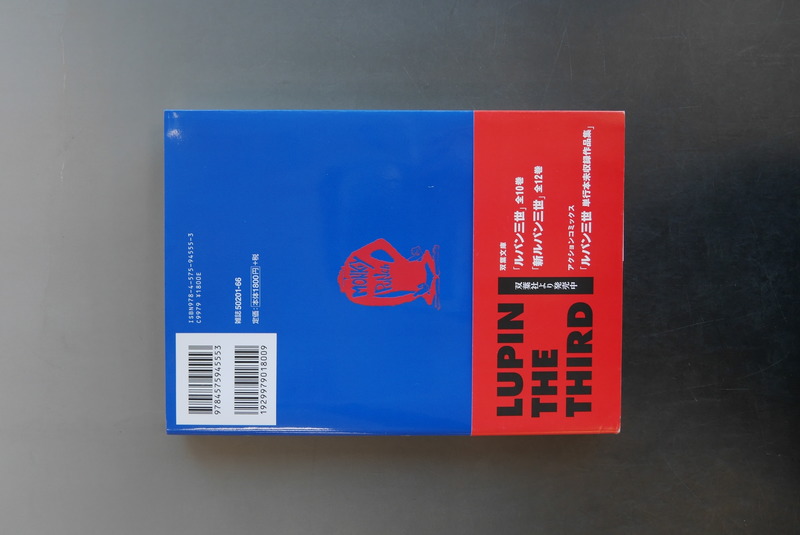 ISBN978-4-575-94555-3
C9979 ¥1800E
雑誌 50201-66
定価 本体1800円 +税
9784575945553
1929979018009
Monkey
Punch
LUPIN
THE
THIRD
双葉社より発売中
双葉文庫
「ルパン三世」全10巻
「新ルパン三世」全12巻
アクションコミックス
「ルパン三世 単行本未収録作品集」